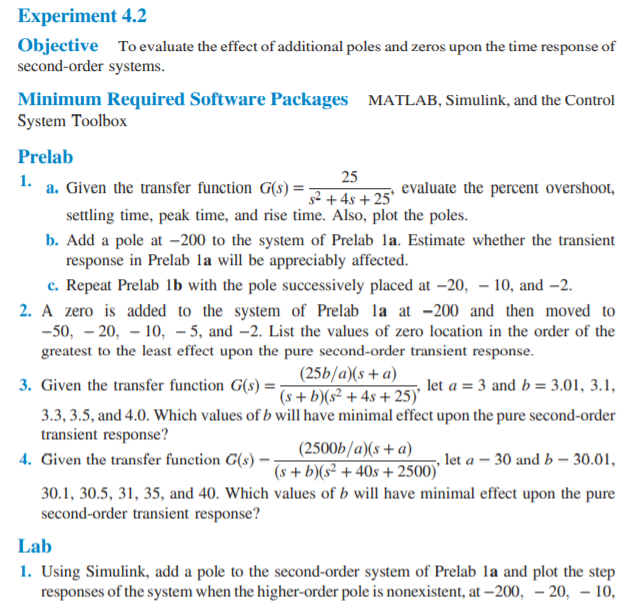 Experiment 4.2
Objective To evaluate the effect of additional poles and zeros upon the time response of
second-order systems.
Minimum Required Software Packages MATLAB, Simulink, and the Control
System Toolbox
Prelab
1. a. Given the transfer function G(s) = 25 / (s² + 4s + 25), evaluate the percent overshoot,
settling time, peak time, and rise time. Also, plot the poles.
b. Add a pole at −200 to the system of Prelab 1a. Estimate whether the transient
response in Prelab 1a will be appreciably affected.
c. Repeat Prelab 1b with the pole successively placed at −20, − 10, and −2.
2. A zero is added to the system of Prelab 1a at −200 and then moved to
−50, − 20, − 10, − 5, and −2. List the values of zero location in the order of the
greatest to the least effect upon the pure second-order transient response.
3. Given the transfer function G(s) = (25b/a)(s + a) / (s + b)(s² + 4s + 25), let a = 3 and b = 3.01, 3.1,
3.3, 3.5, and 4.0. Which values of b will have minimal effect upon the pure second-order
transient response?
4. Given the transfer function G(s) − (2500b/a)(s + a) / (s + b)(s² + 40s + 2500), let a − 30 and b − 30.01,
30.1, 30.5, 31, 35, and 40. Which values of b will have minimal effect upon the pure
second-order transient response?
Lab
1. Using Simulink, add a pole to the second-order system of Prelab 1a and plot the step
responses of the system when the higher-order pole is nonexistent, at −200, − 20, − 10,